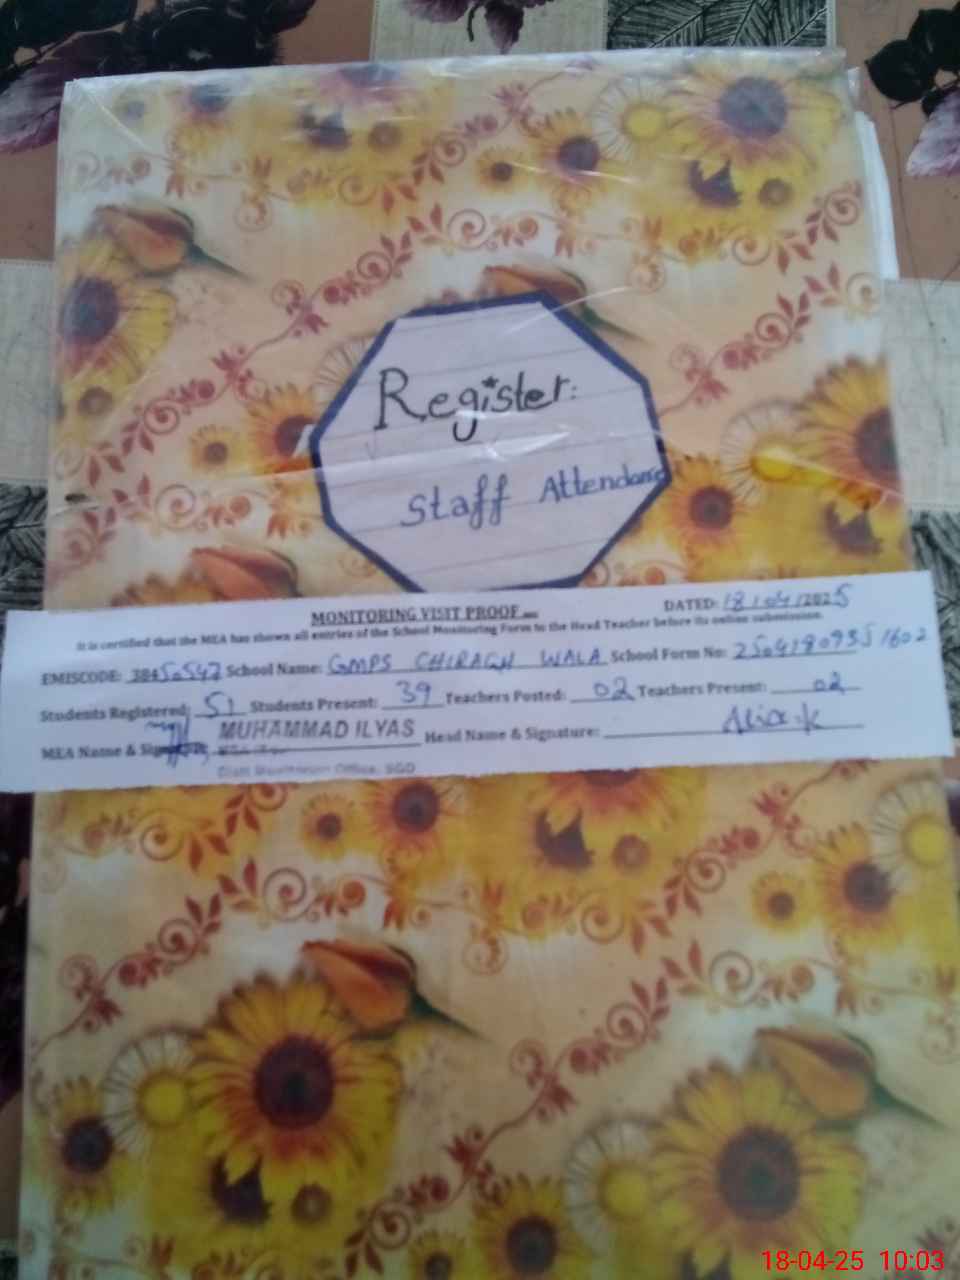 Register:
Staff Attendance
MONITORING VISIT PROOF
DATED: 18/04/2025
It is certified that the MEA has shown all entries of the School Monitoring Form to the Head Teacher before its online submission.
EMISCODE: 38450547 School Name: GMPS CHIRAGH WALA School Form No:
Students Registered: 51 Students Present: 39 Teachers Posted: 02 Teachers Present: 02
MEA Name & Signature: MUHAMMAD ILYAS Head Name & Signature:
18-04-25 10:03